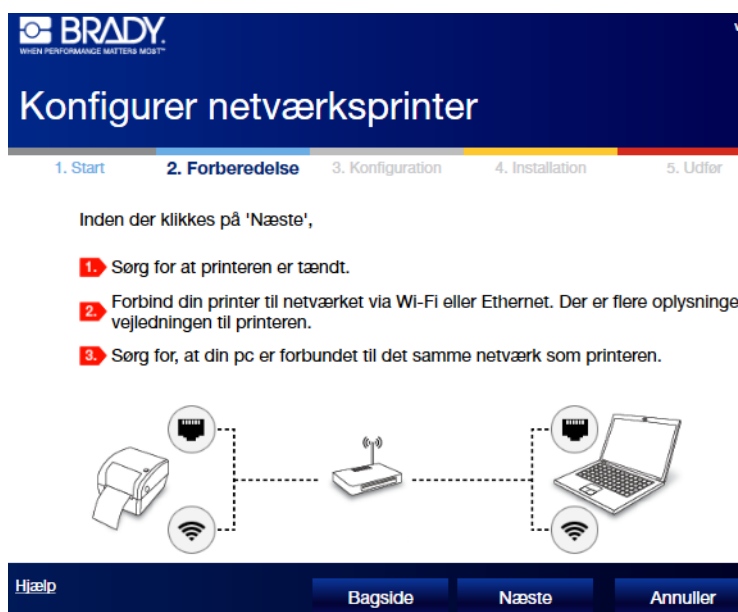 BRADY.
WHEN PERFORMANCE MATTERS MOST™
Konfigurer netværksprinter
1. Start 2. Forberedelse 3. Konfiguration 4. Installation 5. Udfør
Inden der klikkes på 'Næste',
1. Sørg for at printeren er tændt.
2. Forbind din printer til netværket via Wi-Fi eller Ethernet. Der er flere oplysninge
vejledningen til printeren.
3. Sørg for, at din pc er forbundet til det samme netværk som printeren.
Hjælp Bagside Næste Annuller